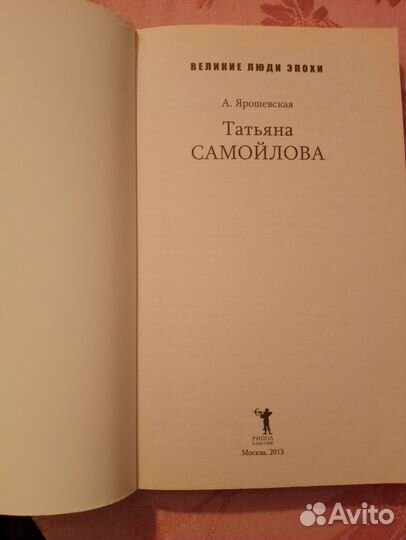 ВЕЛИКИЕ ЛЮДИ ЭПОХИ
А. Ярошевская
Татьяна
САМОЙЛОВА
РИПОЛ
КЛАССИК
Москва, 2013
Avito